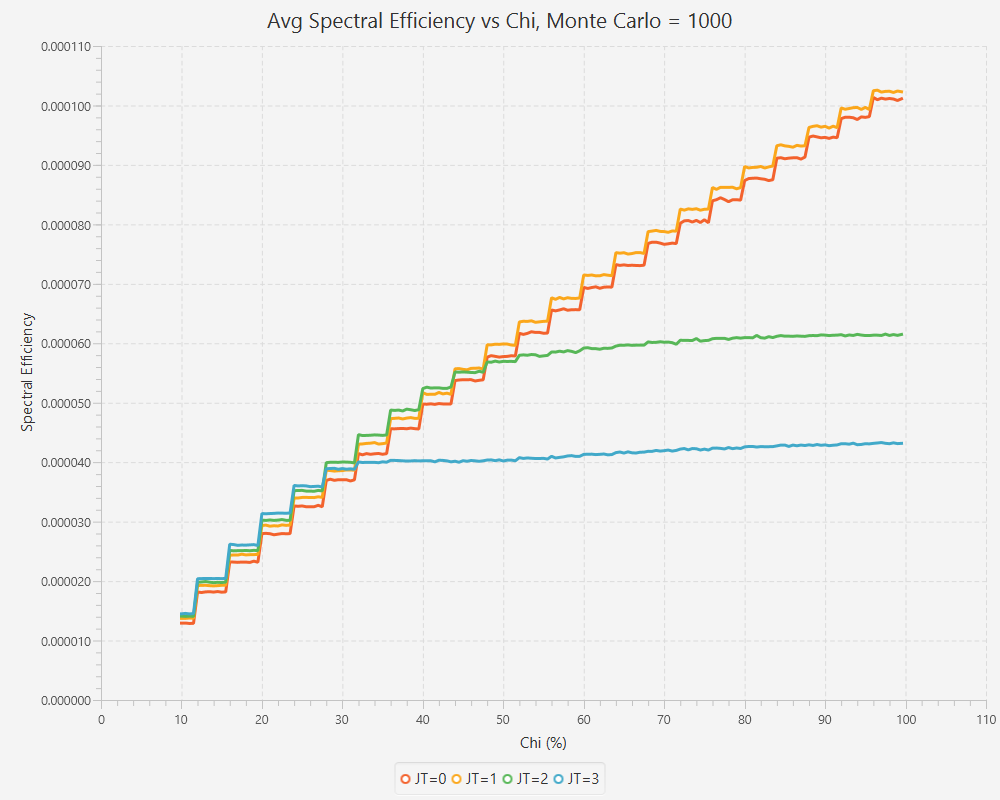 Avg Spectral Efficiency vs Chi, Monte Carlo = 1000
0.000110
0.000100
0.000090
0.000080
0.000070
0.000060
0.000050
0.000040
0.000030
0.000020
0.000010
0.000000
Spectral Efficiency
0 10 20 30 40 50 60 70 80 90 100 110
Chi (%)
JT=0 JT=1 JT=2 JT=3